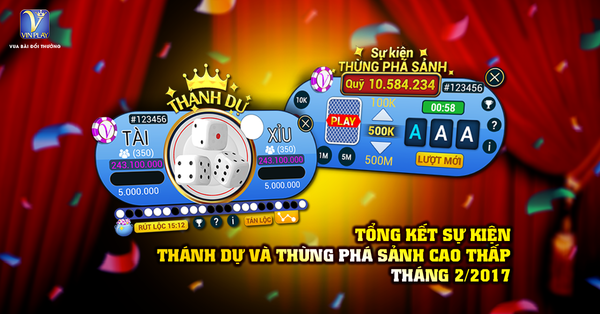 VINPLAY
VUA BÀI ĐỔI THƯỞNG
Sự kiện
THÙNG PHÁ SẢNH
Quỹ 10.584.234
10K
100K
00:58
#123456
PLAY
500K
A A A
?
i
1M
5M
500M
LƯỢT MỚI
THÁNH DỰ
#123456
#123456
TÀI
XỈU
(350)
(350)
243.100.000
243.100.000
5.000.000
5.000.000
RÚT LỘC 15:12
?
i
TÁN LỘC
TỔNG KẾT SỰ KIỆN
THÁNH DỰ VÀ THÙNG PHÁ SẢNH CAO THẤP
THÁNG 2/2017